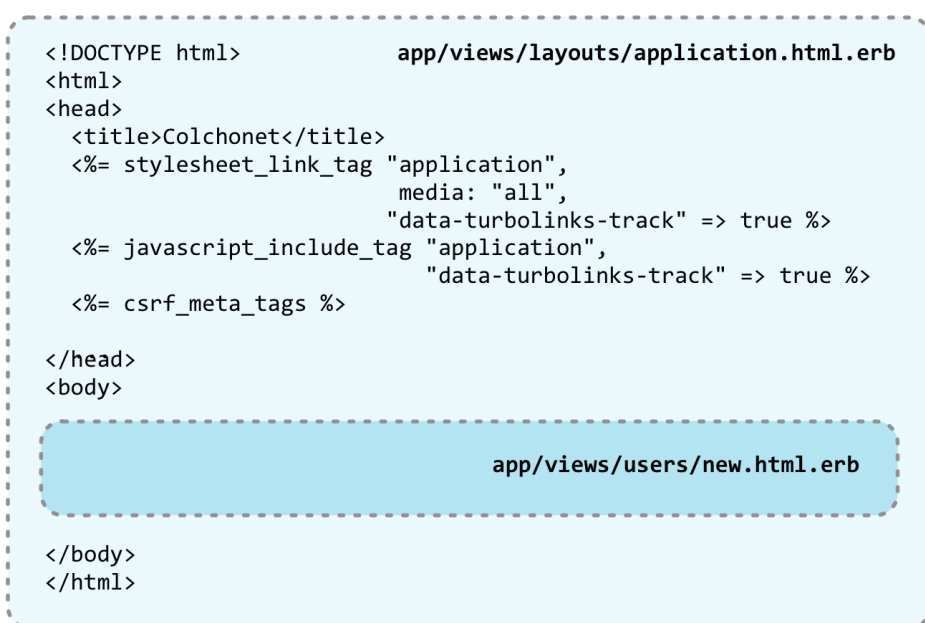 <!DOCTYPE html> app/views/layouts/application.html.erb
<html>
<head>
  <title>Colchonet</title>
  <%= stylesheet_link_tag "application",
                           media: "all",
                          "data-turbolinks-track" => true %>
  <%= javascript_include_tag "application",
                             "data-turbolinks-track" => true %>
  <%= csrf_meta_tags %>
</head>
<body>
app/views/users/new.html.erb
</body>
</html>